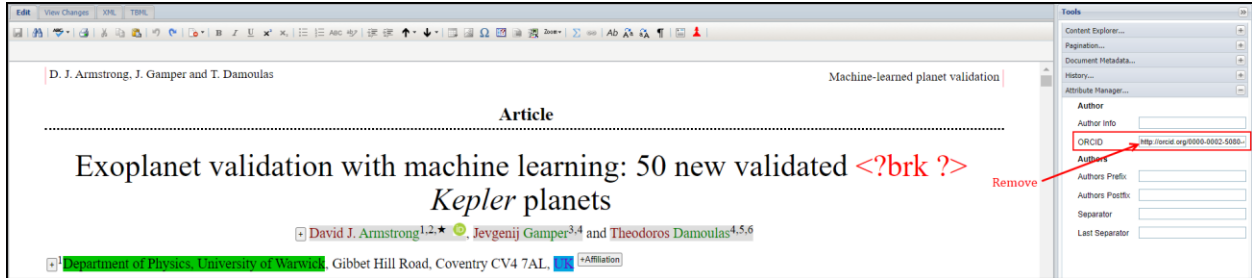 Edit View Changes XML TBML
Tools
Content Explorer...
Pagination...
Document Metadata...
History...
Attribute Manager...
D. J. Armstrong, J. Gamper and T. Damoulas
Machine-learned planet validation
Article
Exoplanet validation with machine learning: 50 new validated <?brk ?>
Kepler planets
+ David J. Armstrong1,2,★ iD, Jevgenij Gamper3,4 and Theodoros Damoulas4,5,6
+ 1Department of Physics, University of Warwick, Gibbet Hill Road, Coventry CV4 7AL, UK +Affiliation
Author
Author Info
ORCID http://orcid.org/0000-0002-5080-
Remove
Authors
Authors Prefix
Authors Postfix
Separator
Last Separator